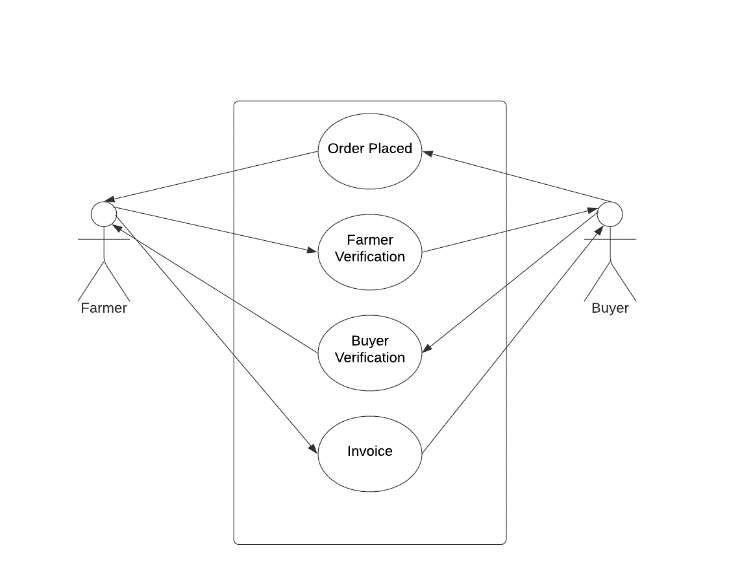 Order Placed
Farmer
Verification
Farmer
Buyer
Buyer
Verification
Invoice